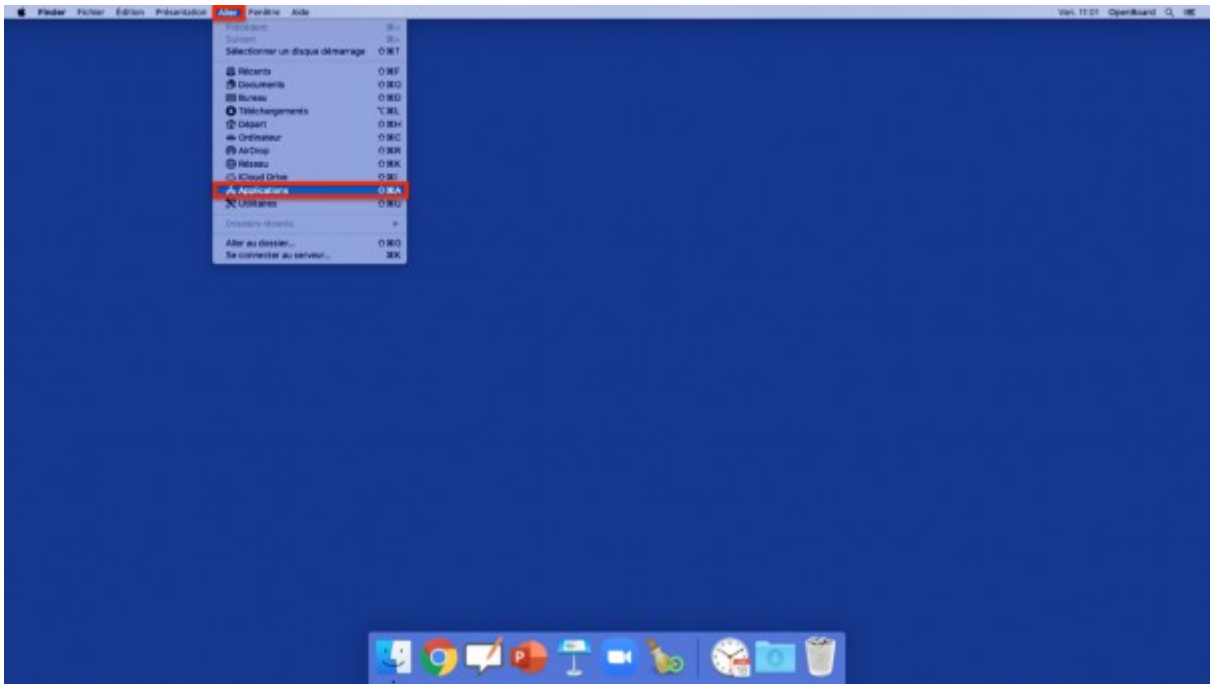 Finder Fichier Édition Présentation Aller Fenêtre Aide
Ven. 11:01 OpenBoard
Précédent
Suivant
Sélectionner un disque démarrage ⇧⌘↑
Récents ⇧⌘F
Documents ⇧⌘O
Bureau ⇧⌘D
Téléchargements ⌥⌘L
Départ ⇧⌘H
Ordinateur ⇧⌘C
AirDrop ⇧⌘R
Réseau ⇧⌘K
iCloud Drive ⇧⌘I
Applications ⇧⌘A
Utilitaires ⇧⌘U
Dossiers récents
Aller au dossier... ⇧⌘G
Se connecter au serveur... ⌘K
P